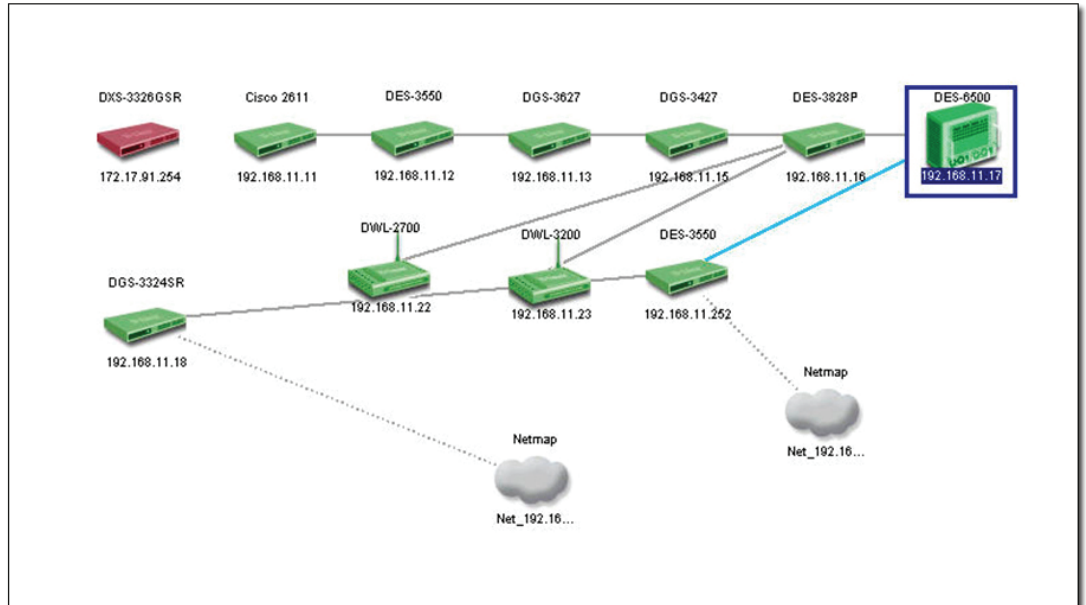 DXS-3326GSR
Cisco 2611
DES-3550
DGS-3627
DGS-3427
DES-3828P
DES-6500
172.17.91.254
192.168.11.11
192.168.11.12
192.168.11.13
192.168.11.15
192.168.11.16
192.168.11.17
DWL-2700
DWL-3200
DES-3550
192.168.11.22
192.168.11.23
192.168.11.252
DGS-3324SR
192.168.11.18
Netmap
Net_192.16...
Netmap
Net_192.16...